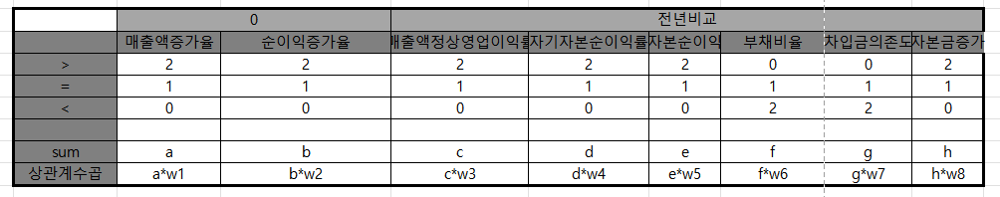 0 전년비교
매출액증가율 순이익증가율 매출액정상영업이익률 자기자본순이익률 자본순이익 부채비율 차입금의존도 자본금증가
> 2 2 2 2 2 0 0 2
= 1 1 1 1 1 1 1 1
< 0 0 0 0 0 2 2 0
sum a b c d e f g h
상관계수곱 a*w1 b*w2 c*w3 d*w4 e*w5 f*w6 g*w7 h*w8